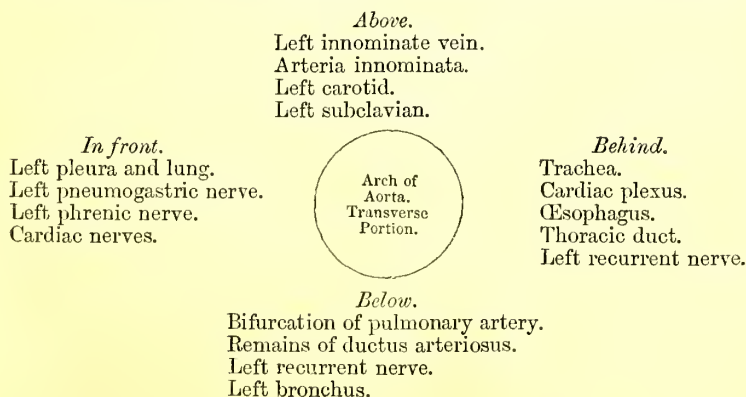 Above.
Left innominate vein.
Arteria innominata.
Left carotid.
Left subclavian.
In front.
Left pleura and lung.
Left pneumogastric nerve.
Left phrenic nerve.
Cardiac nerves.
Arch of
Aorta.
Transverse
Portion.
Behind.
Trachea.
Cardiac plexus.
Œsophagus.
Thoracic duct.
Left recurrent nerve.
Below.
Bifurcation of pulmonary artery.
Remains of ductus arteriosus.
Left recurrent nerve.
Left bronchus.